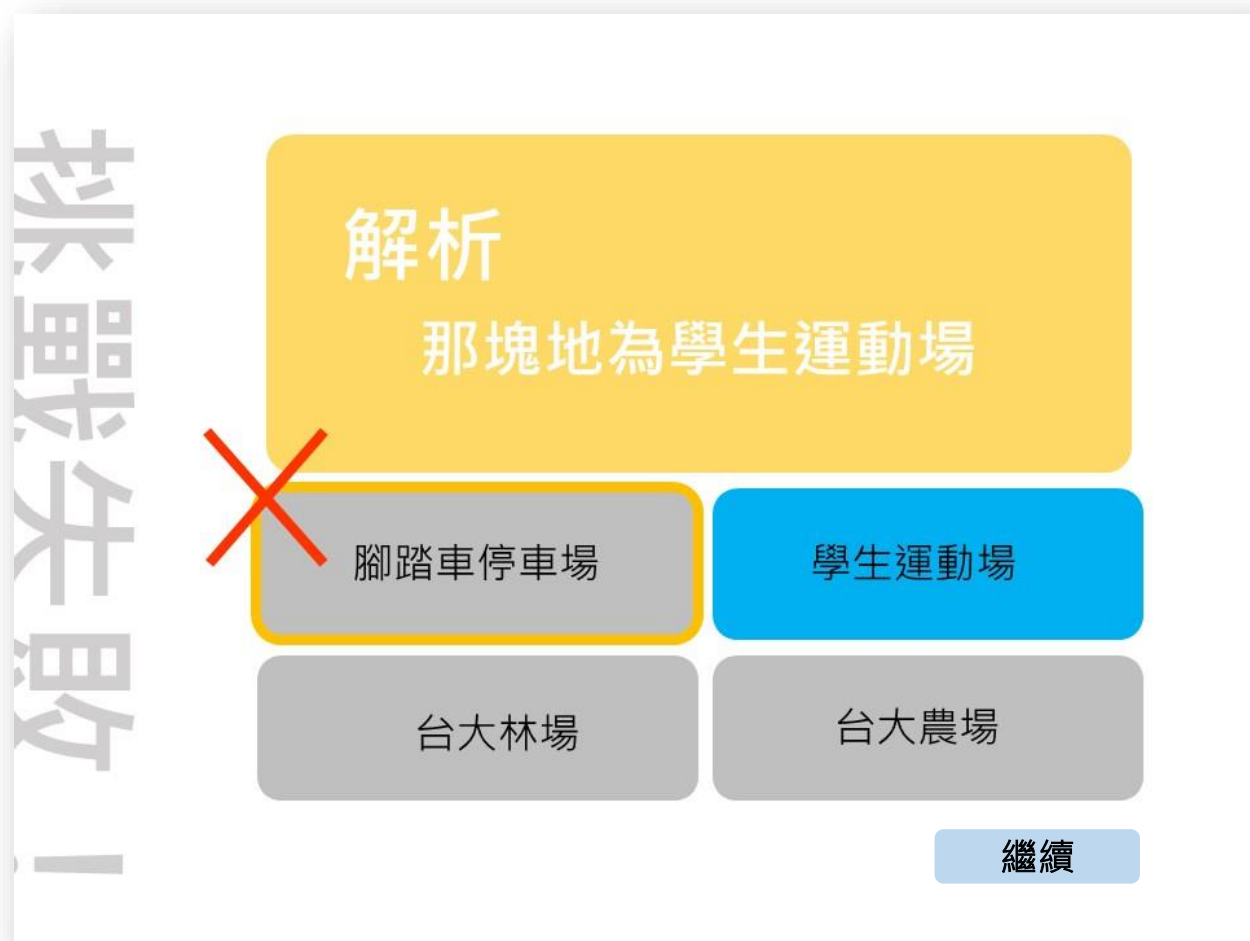 挑戰失敗！
解析
那塊地為學生運動場
腳踏車停車場
學生運動場
台大林場
台大農場
繼續